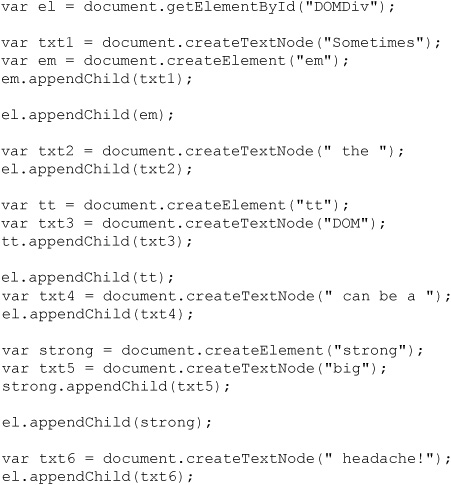 var el = document.getElementById("DOMDiv");
var txt1 = document.createTextNode("Sometimes");
var em = document.createElement("em");
em.appendChild(txt1);
el.appendChild(em);
var txt2 = document.createTextNode(" the ");
el.appendChild(txt2);
var tt = document.createElement("tt");
var txt3 = document.createTextNode("DOM");
tt.appendChild(txt3);
el.appendChild(tt);
var txt4 = document.createTextNode(" can be a ");
el.appendChild(txt4);
var strong = document.createElement("strong");
var txt5 = document.createTextNode("big");
strong.appendChild(txt5);
el.appendChild(strong);
var txt6 = document.createTextNode(" headache!");
el.appendChild(txt6);